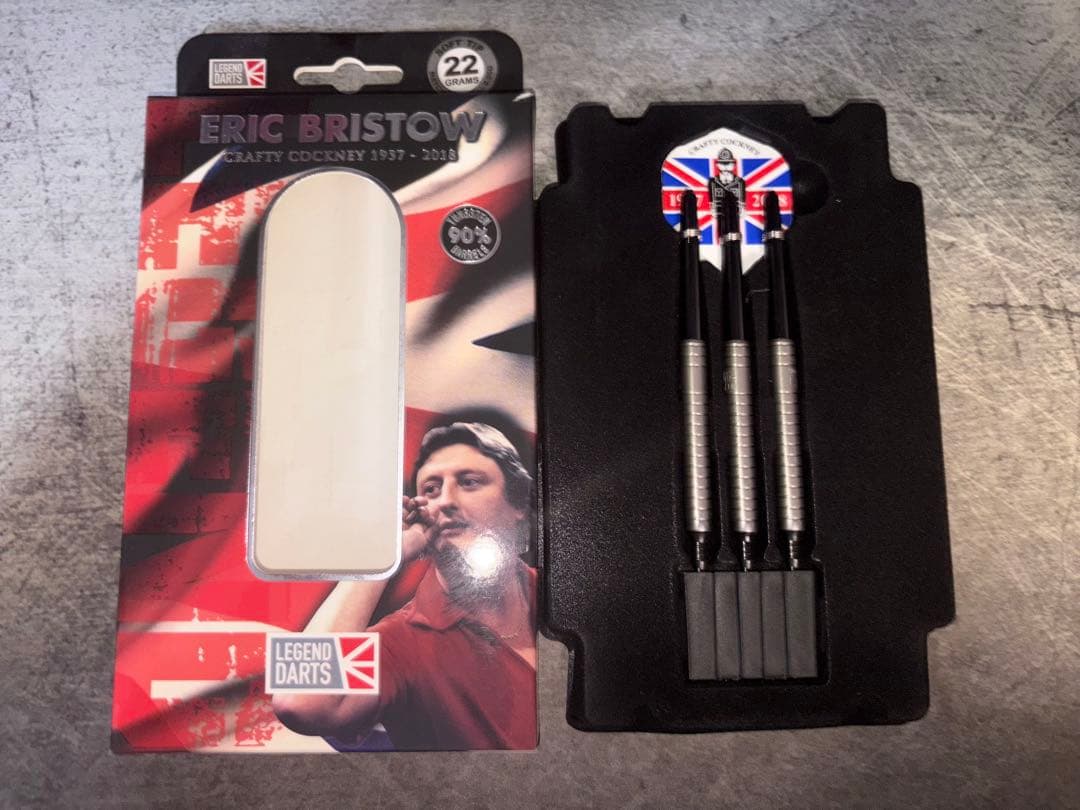 LEGEND
DARTS
SOFT TIP
22
GRAMS
ERIC BRISTOW
CRAFTY COCKNEY 1957 - 2018
TUNGSTEN
90%
BARRELS
LEGEND
DARTS
CRAFTY COCKNEY